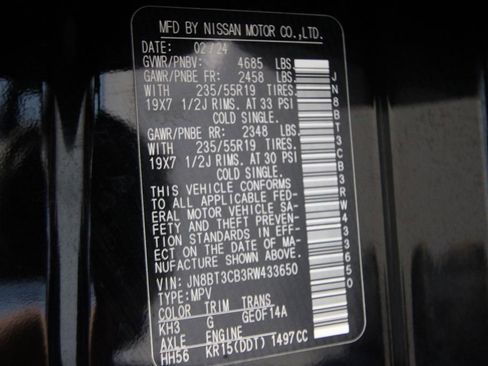 MFD BY NISSAN MOTOR CO.,LTD.
DATE: 02/24
GVWR/PNBV: 4685 LBS.
GAWR/PNBE FR: 2458 LBS.
WITH 235/55R19 TIRES.
19X7 1/2J RIMS. AT 33 PSI
COLD SINGLE.
GAWR/PNBE RR: 2348 LBS.
WITH 235/55R19 TIRES.
19X7 1/2J RIMS. AT 30 PSI
COLD SINGLE.
THIS VEHICLE CONFORMS
TO ALL APPLICABLE FED-
ERAL MOTOR VEHICLE SA-
FETY AND THEFT PREVEN-
TION STANDARDS IN EFF-
ECT ON THE DATE OF MA-
NUFACTURE SHOWN ABOVE.
VIN: JN8BT3CB3RW433650
TYPE:MPV
COLOR TRIM TRANS
KH3 G GE0F14A
AXLE ENGINE
HH56 KR15(DDT) 1497CC
JN8BT3CB3RW433650